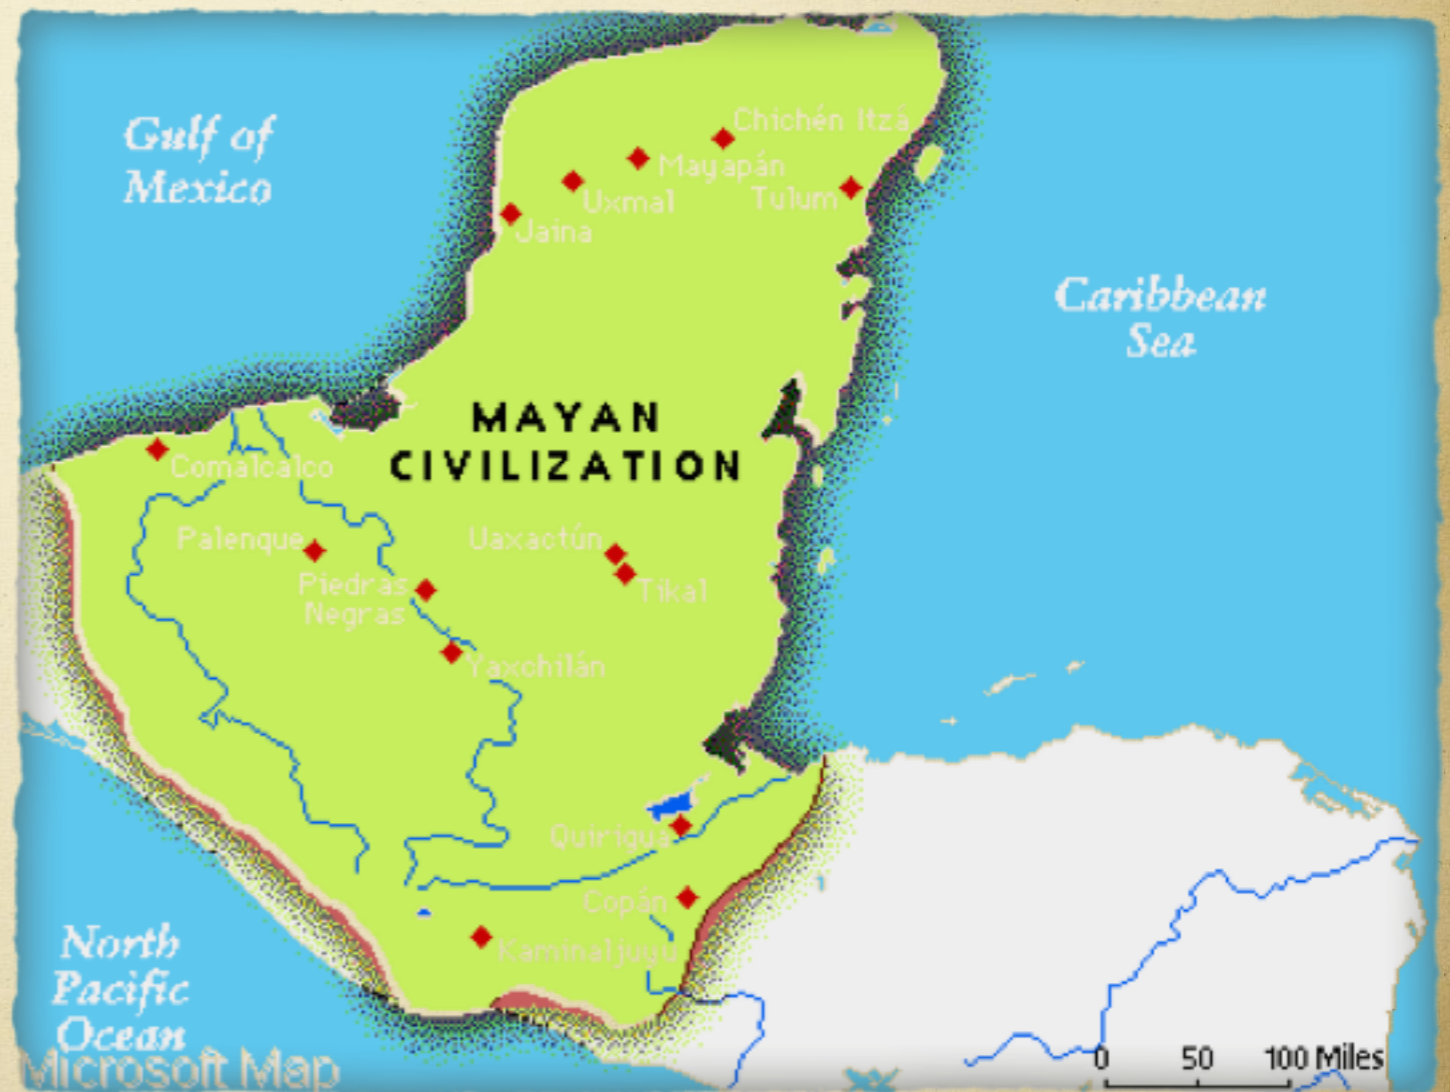 Gulf of
Mexico
Chichén Itzá
Mayapán
Uxmal
Tulum
Jaina
Caribbean
Sea
MAYAN
CIVILIZATION
Comalcalco
Palenque
Uaxactún
Piedras
Negras
Tikal
Yaxchilán
Quiriguá
Copán
Kaminaljuyú
North
Pacific
Ocean
Microsoft Map
0 50 100 Miles